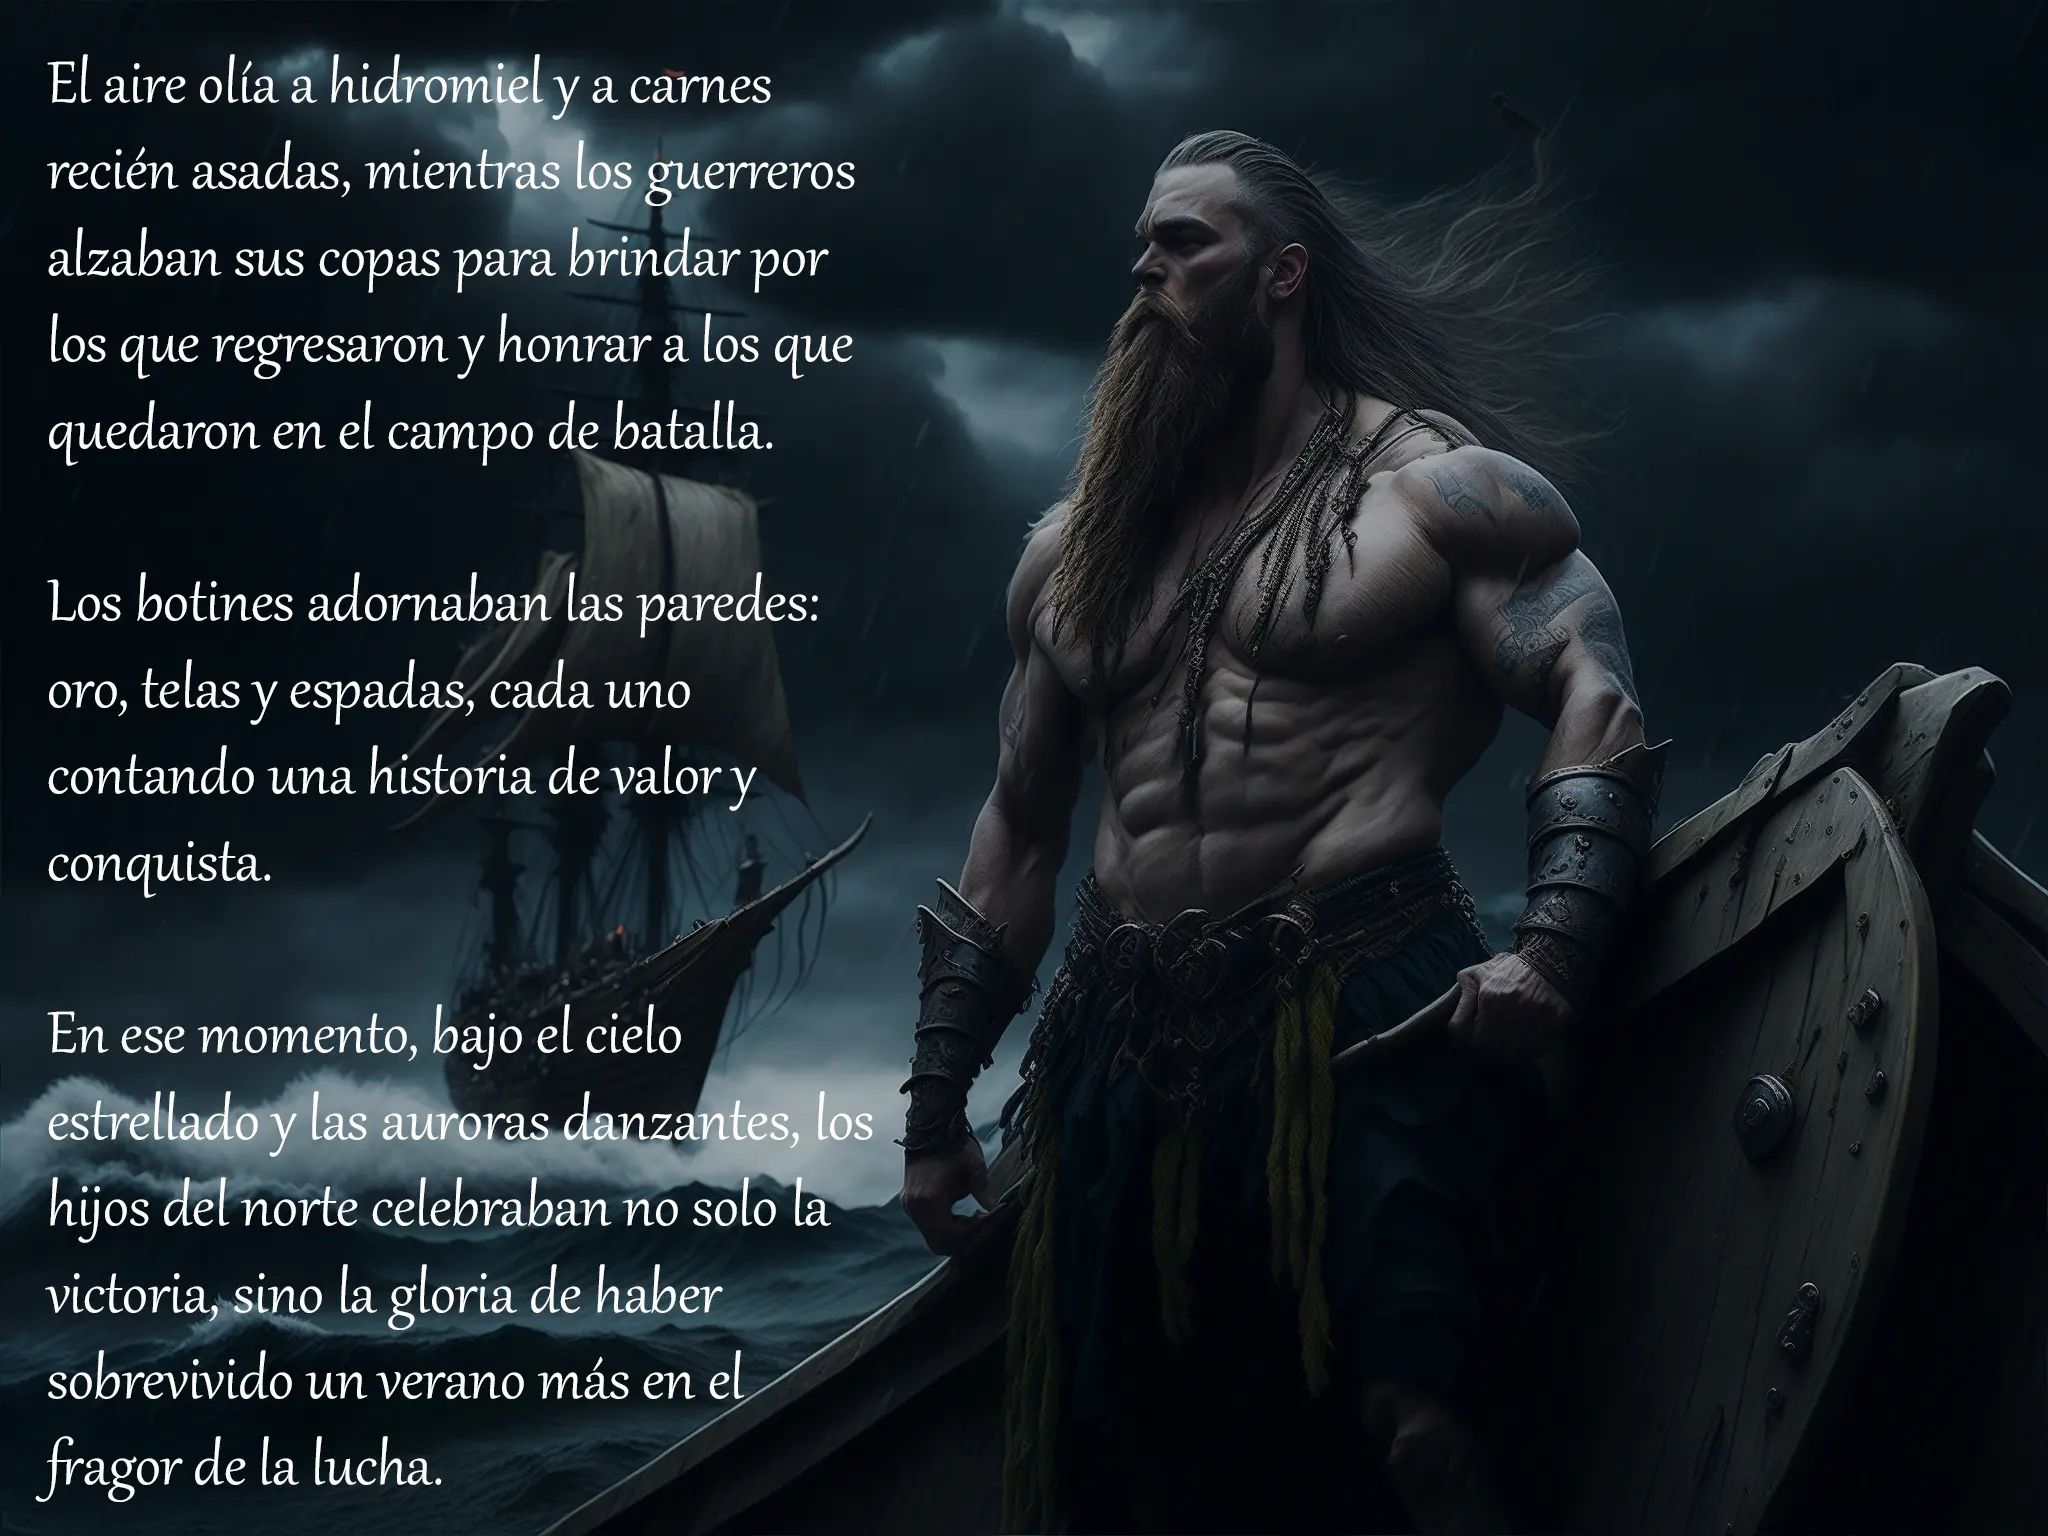 El aire olía a hidromiel y a carnes
recién asadas, mientras los guerreros
alzaban sus copas para brindar por
los que regresaron y honrar a los que
quedaron en el campo de batalla.
Los botines adornaban las paredes:
oro, telas y espadas, cada uno
contando una historia de valor y
conquista.
En ese momento, bajo el cielo
estrellado y las auroras danzantes, los
hijos del norte celebraban no solo la
victoria, sino la gloria de haber
sobrevivido un verano más en el
fragor de la lucha.